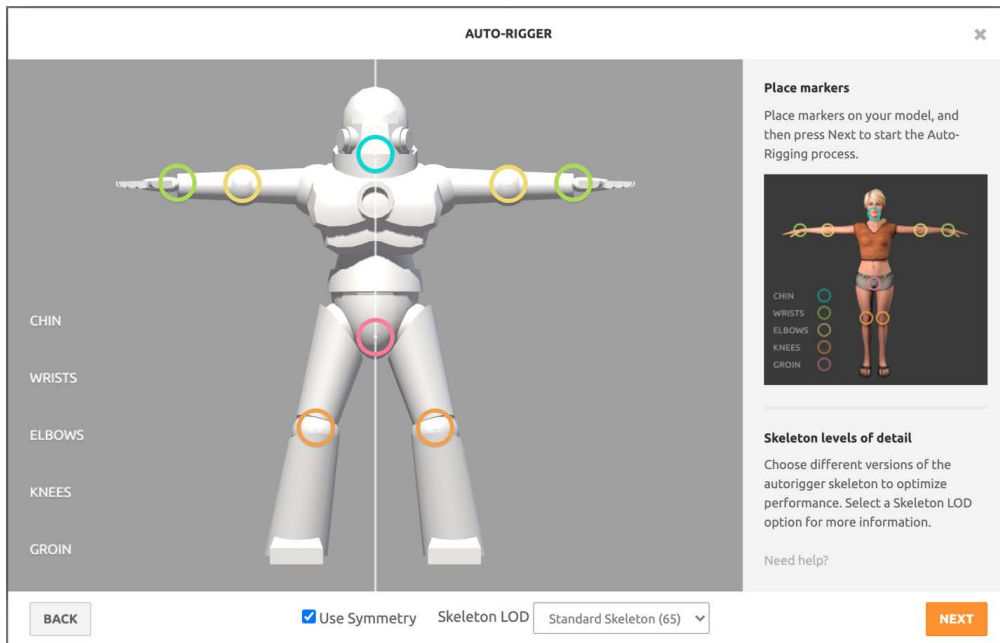 AUTO-RIGGER
Place markers
Place markers on your model, and
then press Next to start the Auto-
Rigging process.
CHIN
WRISTS
ELBOWS
KNEES
GROIN
CHIN
WRISTS
ELBOWS
KNEES
GROIN
Skeleton levels of detail
Choose different versions of the
autorigger skeleton to optimize
performance. Select a Skeleton LOD
option for more information.
Need help?
BACK
Use Symmetry
Skeleton LOD
Standard Skeleton (65)
NEXT